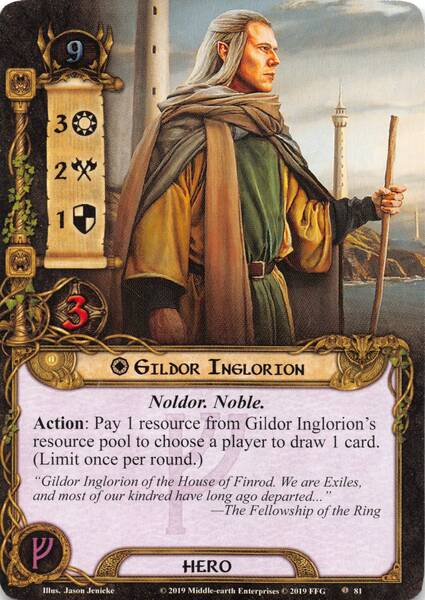 9
3
2
1
3
Gildor Inglorion
Noldor. Noble.
Action: Pay 1 resource from Gildor Inglorion's
resource pool to choose a player to draw 1 card.
(Limit once per round.)
“Gildor Inglorion of the House of Finrod. We are Exiles,
and most of our kindred have long ago departed...”
—The Fellowship of the Ring
HERO
Illus. Jason Jenicke
© 2019 Middle-earth Enterprises © 2019 FFG
81